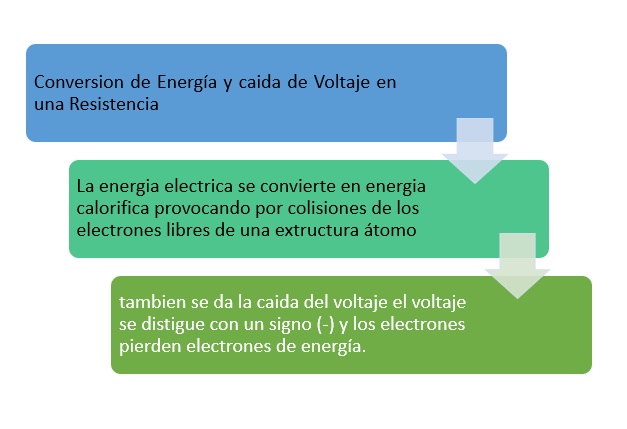 Conversion de Energía y caida de Voltaje en
una Resistencia
La energia electrica se convierte en energia
calorifica provocando por colisiones de los
electrones libres de una extructura átomo
tambien se da la caida del voltaje el voltaje
se distigue con un signo (-) y los electrones
pierden electrones de energía.